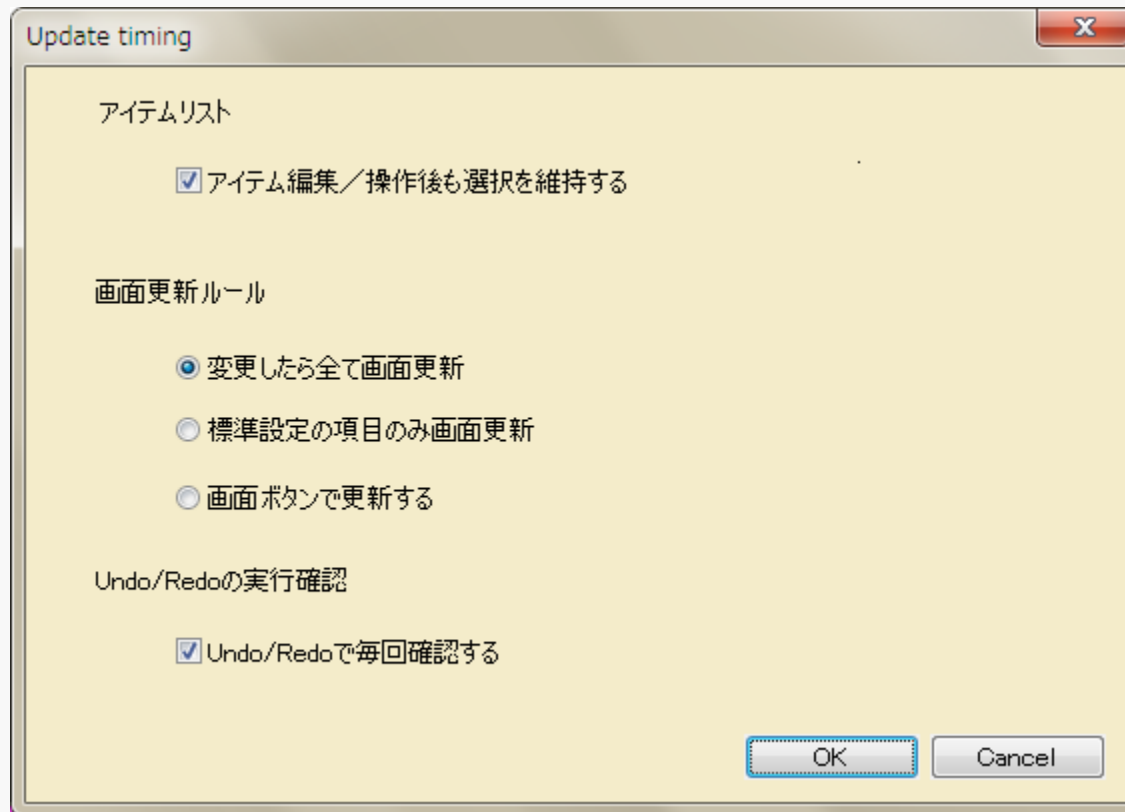 Update timing
アイテムリスト
アイテム編集／操作後も選択を維持する
画面更新ルール
変更したら全て画面更新
標準設定の項目のみ画面更新
画面ボタンで更新する
Undo/Redoの実行確認
Undo/Redoで毎回確認する
OK Cancel